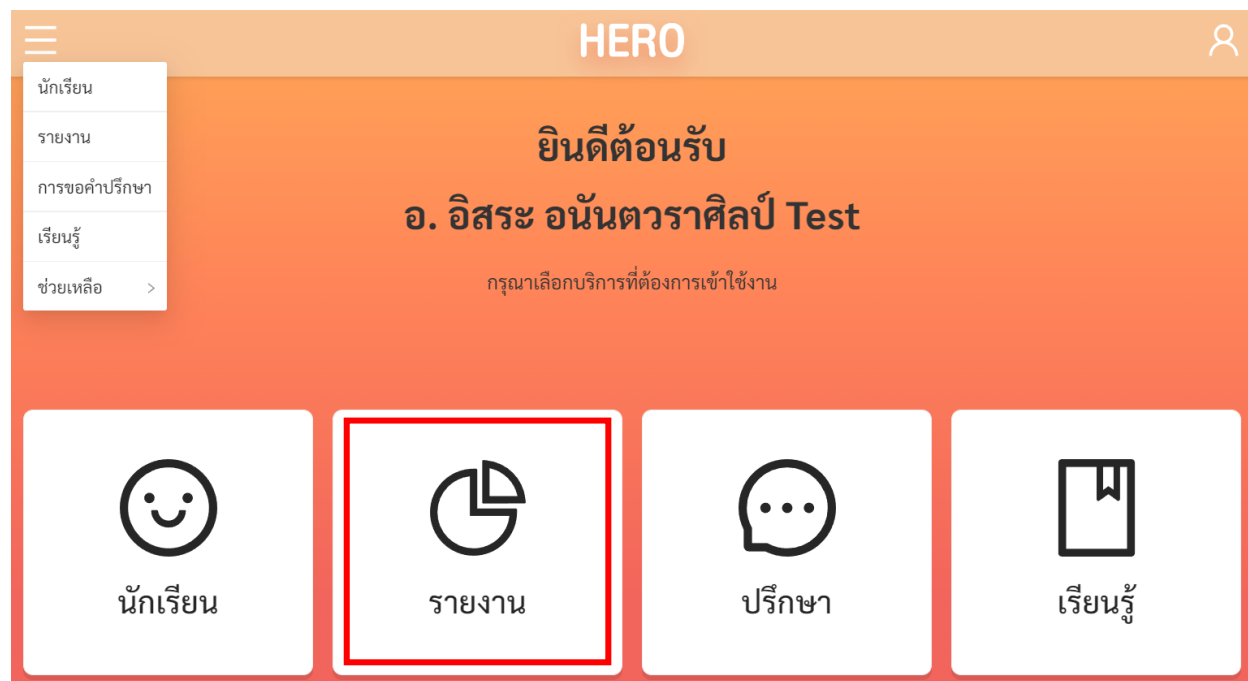 HERO
นักเรียน
รายงาน
การขอคำปรึกษา
เรียนรู้
ช่วยเหลือ >
ยินดีต้อนรับ
อ. อิสระ อนันตวราศิลป์ Test
กรุณาเลือกบริการที่ต้องการเข้าใช้งาน
นักเรียน
รายงาน
ปรึกษา
เรียนรู้